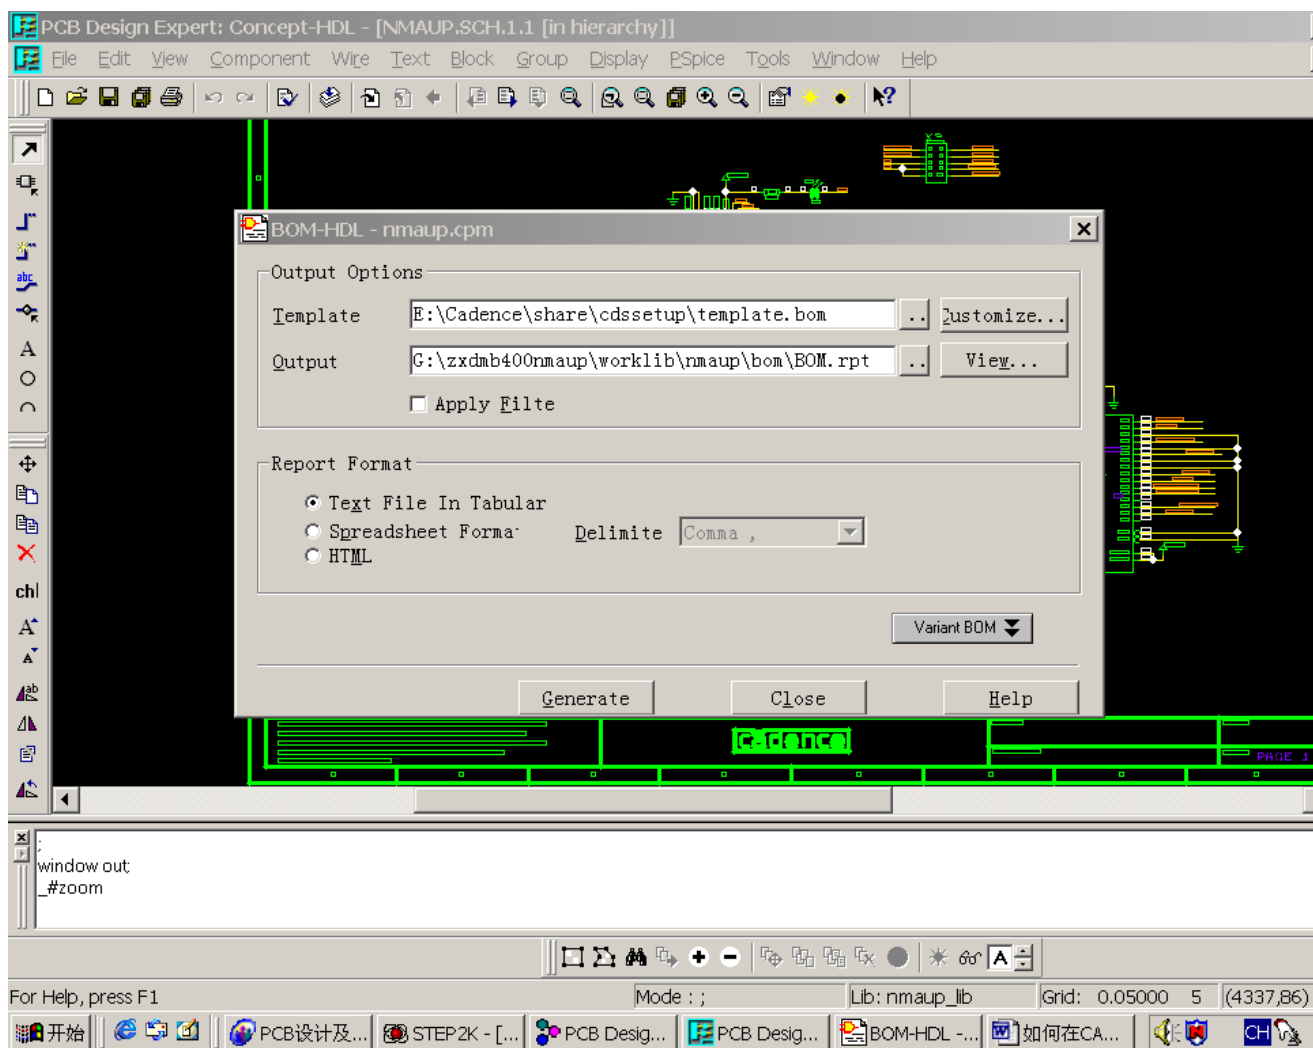 PCB Design Expert: Concept-HDL - [NMAUP.SCH.1.1 [in hierarchy]]
File Edit View Component Wire Text Block Group Display PSpice Tools Window Help
BOM-HDL - nmaup.cpm
Output Options
Template E:\Cadence\share\cdssetup\template.bom .. Customize...
Output G:\zxdmb400nmaup\worklib\nmaup\bom\BOM.rpt .. View...
Apply Filte
Report Format
Text File In Tabular
Spreadsheet Forma Delimite Comma ,
HTML
Variant BOM
Generate Close Help
abc
A
chl
A
A
ab
cadence
PAGE 1
;
window out;
_#zoom
A
For Help, press F1 Mode : ; Lib: nmaup_lib Grid: 0.05000 5 (4337,86)
开始 PCB设计及... STEP2K - [... PCB Desig... PCB Desig... BOM-HDL -... 如何在CA... CH